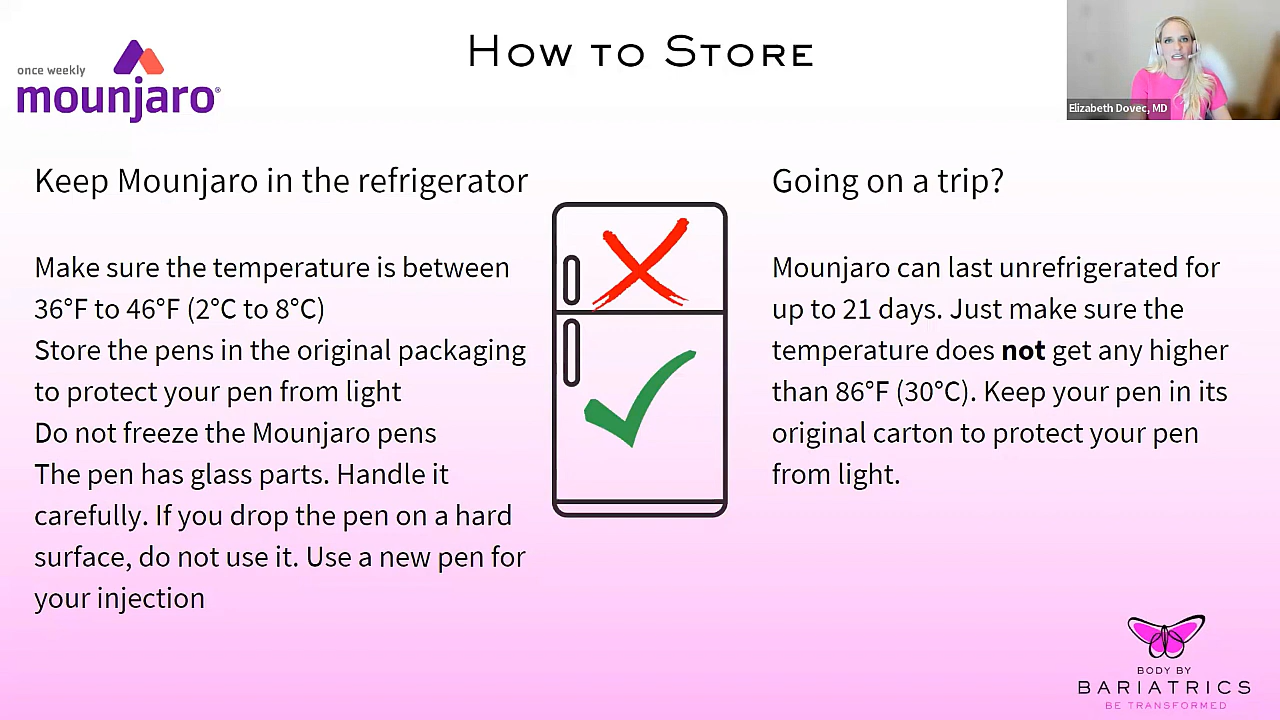 How to Store
once weekly
mounjaro®
Elizabeth Dovec, MD
Keep Mounjaro in the refrigerator
Make sure the temperature is between
36°F to 46°F (2°C to 8°C)
Store the pens in the original packaging
to protect your pen from light
Do not freeze the Mounjaro pens
The pen has glass parts. Handle it
carefully. If you drop the pen on a hard
surface, do not use it. Use a new pen for
your injection
Going on a trip?
Mounjaro can last unrefrigerated for
up to 21 days. Just make sure the
temperature does not get any higher
than 86°F (30°C). Keep your pen in its
original carton to protect your pen
from light.
BODY BY
BARIATRICS
BE TRANSFORMED